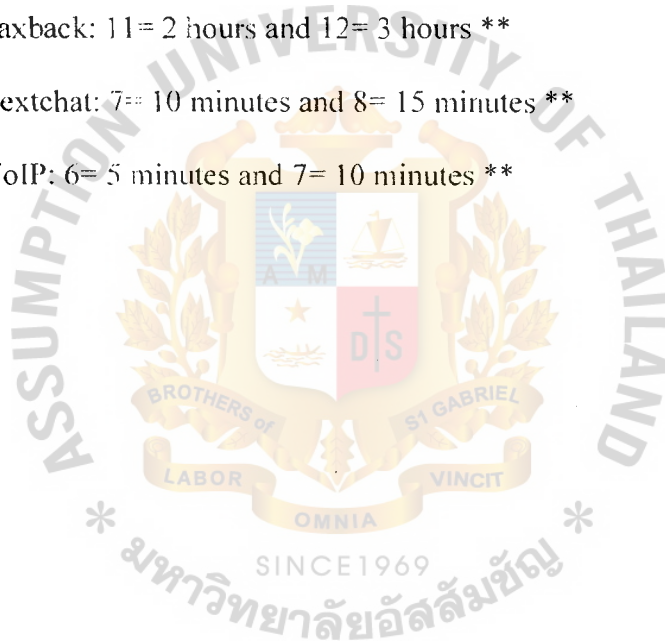 axback: 11= 2 hours and 12= 3 hours **
extchat: 7= 10 minutes and 8= 15 minutes **
oIP: 6= 5 minutes and 7= 10 minutes **
ASSUMPTION UNIVERSITY OF THAILAND
A M
D S
BROTHERS of ST GABRIEL
LABOR OMNIA VINCIT
* SINCE1969 *
มหาวิทยาลัยอัสสัมชัญ